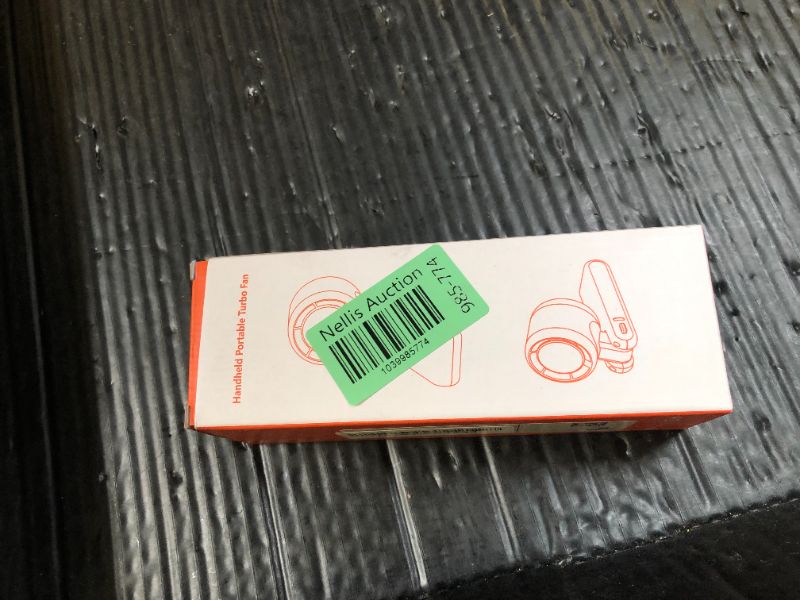 Handheld Portable Turbo Fan
Nellis Auction
985-774
1039985774